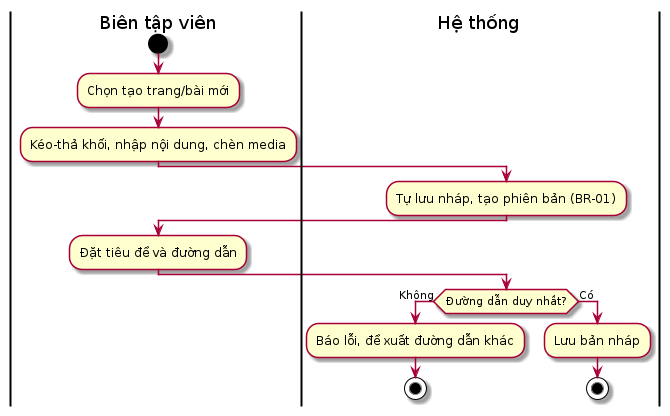 Biên tập viên
Hệ thống
Chọn tạo trang/bài mới
Kéo-thả khối, nhập nội dung, chèn media
Tự lưu nháp, tạo phiên bản (BR-01)
Đặt tiêu đề và đường dẫn
Đường dẫn duy nhất?
Không
Có
Báo lỗi, đề xuất đường dẫn khác
Lưu bản nháp